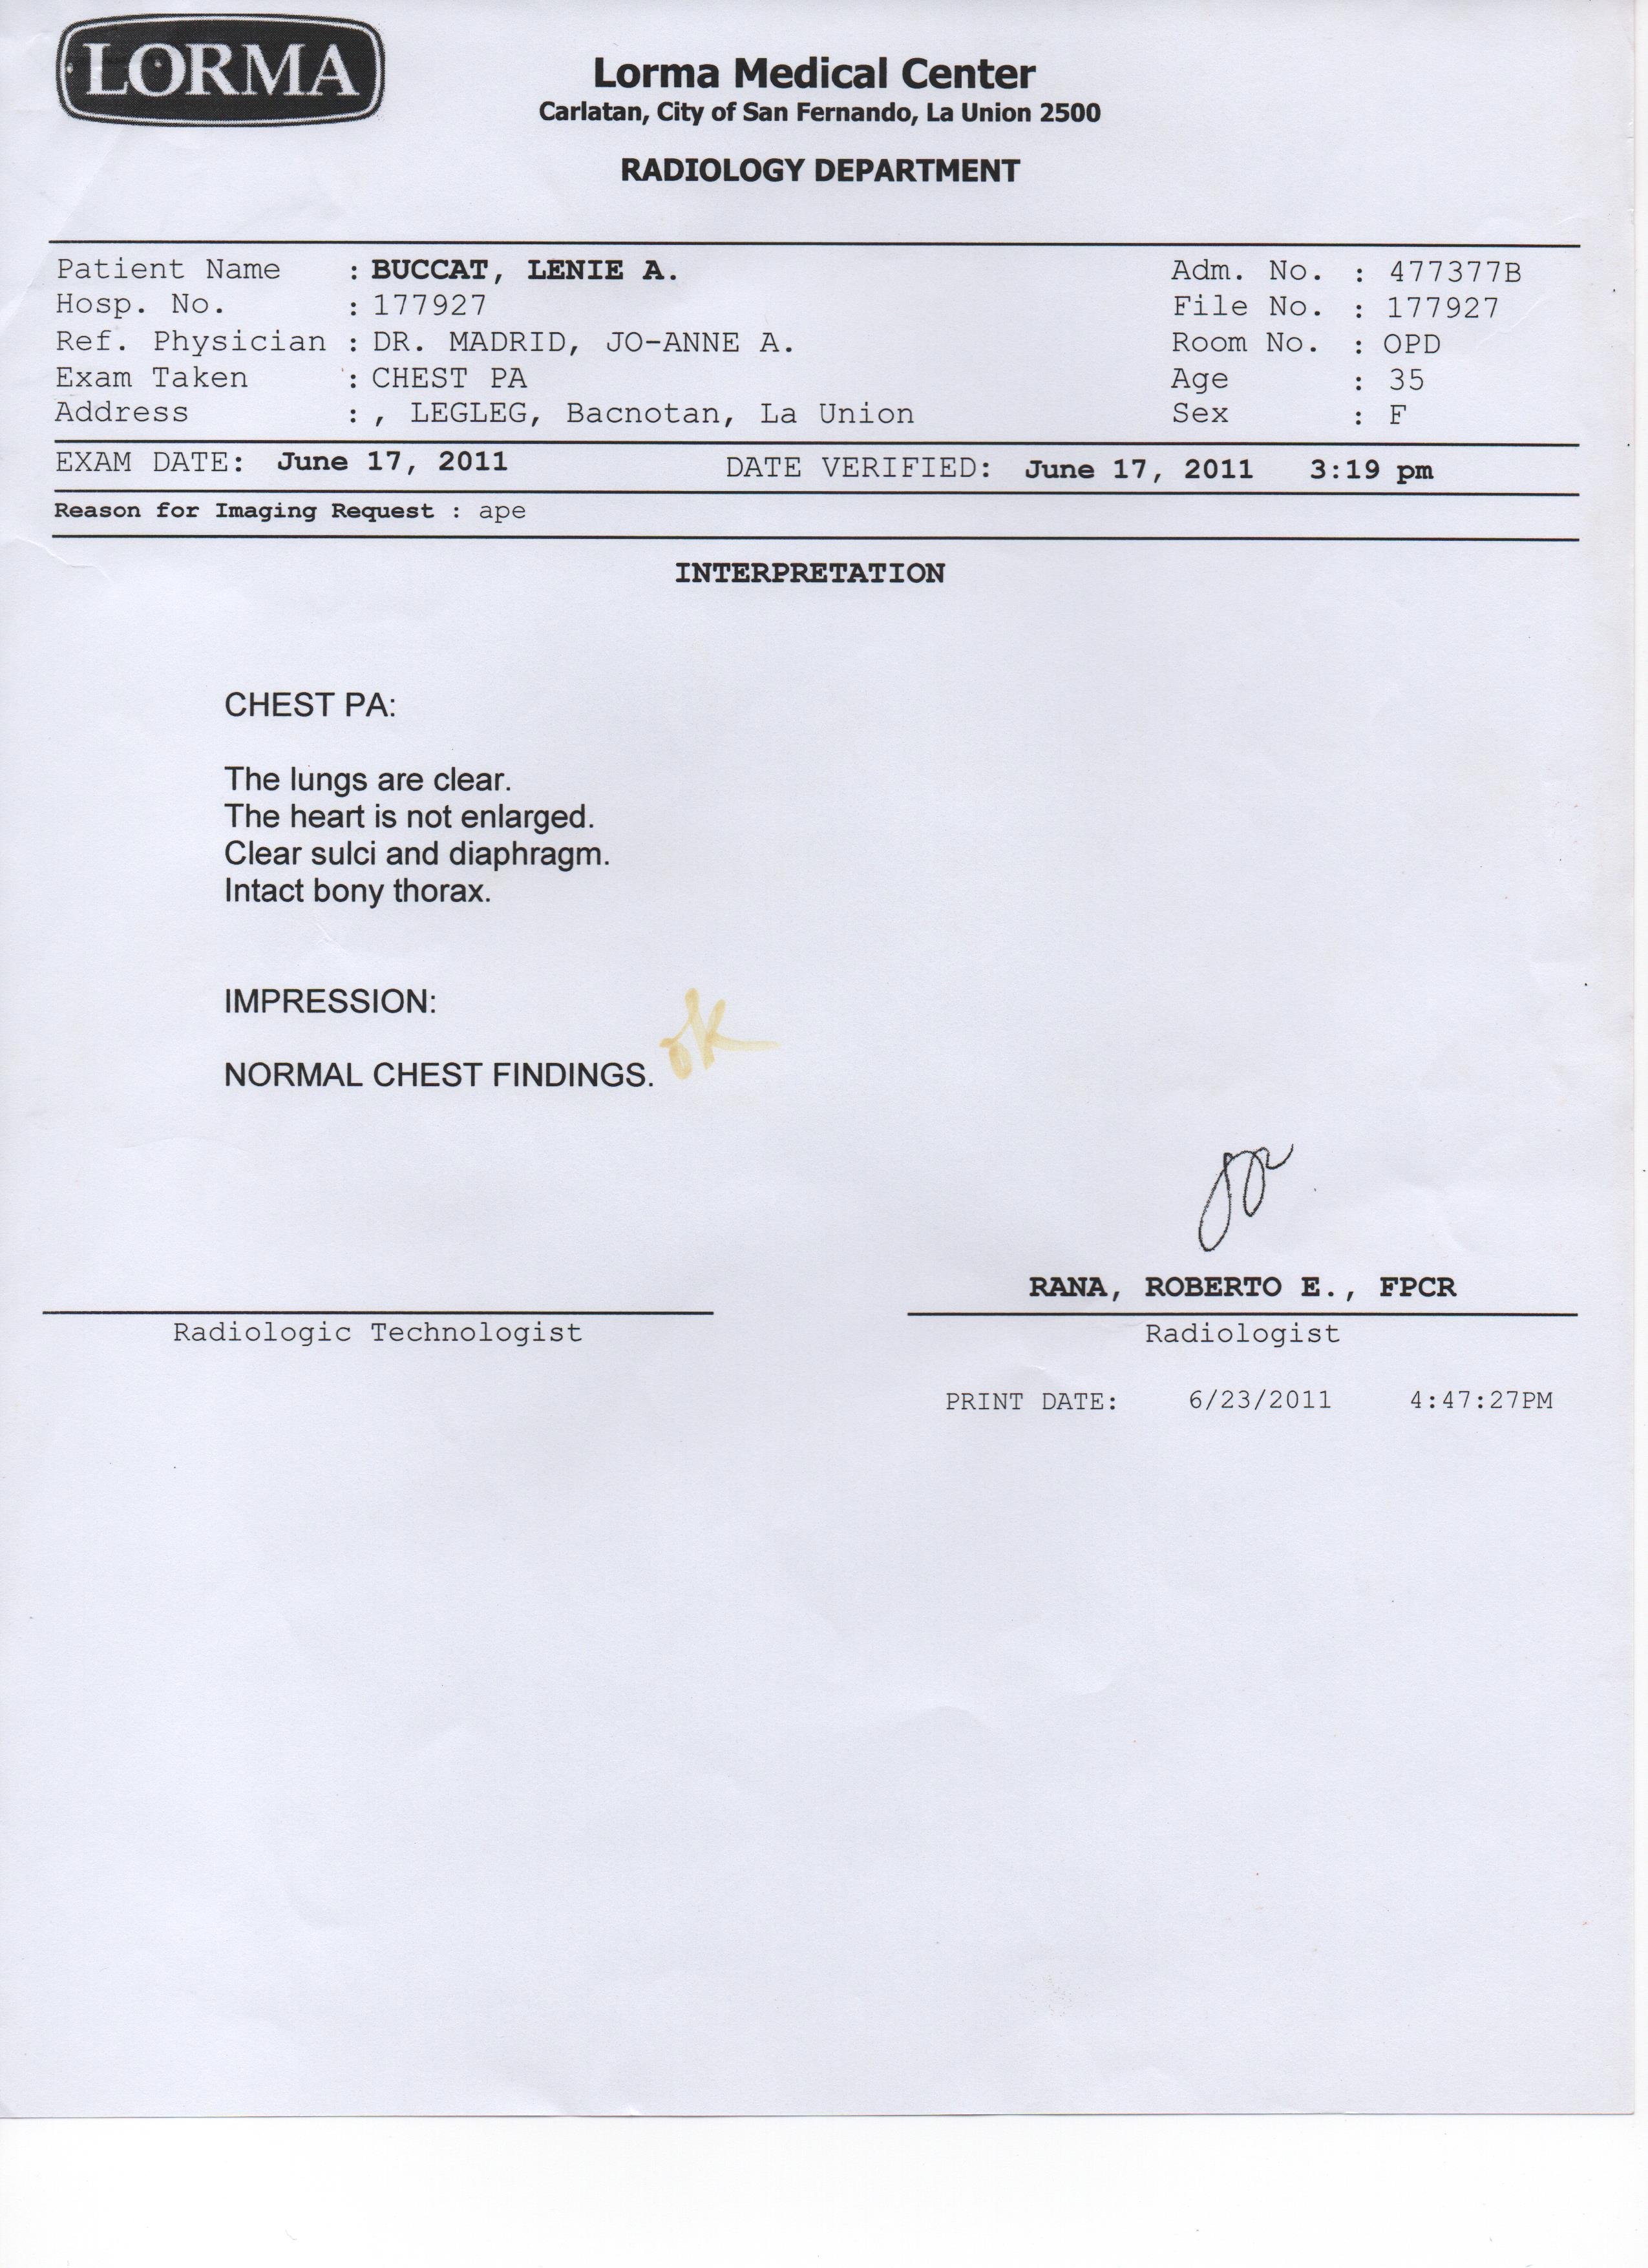 LORMA
Lorma Medical Center
Carlatan, City of San Fernando, La Union 2500
RADIOLOGY DEPARTMENT
Patient Name : BUCCAT, LENIE A. Adm. No. : 477377B
Hosp. No. : 177927 File No. : 177927
Ref. Physician : DR. MADRID, JO-ANNE A. Room No. : OPD
Exam Taken : CHEST PA Age : 35
Address : , LEGLEG, Bacnotan, La Union Sex : F
EXAM DATE: June 17, 2011 DATE VERIFIED: June 17, 2011 3:19 pm
Reason for Imaging Request : ape
INTERPRETATION
CHEST PA:
The lungs are clear.
The heart is not enlarged.
Clear sulci and diaphragm.
Intact bony thorax.
IMPRESSION:
ok
NORMAL CHEST FINDINGS.
RANA, ROBERTO E., FPCR
Radiologic Technologist Radiologist
PRINT DATE: 6/23/2011 4:47:27PM